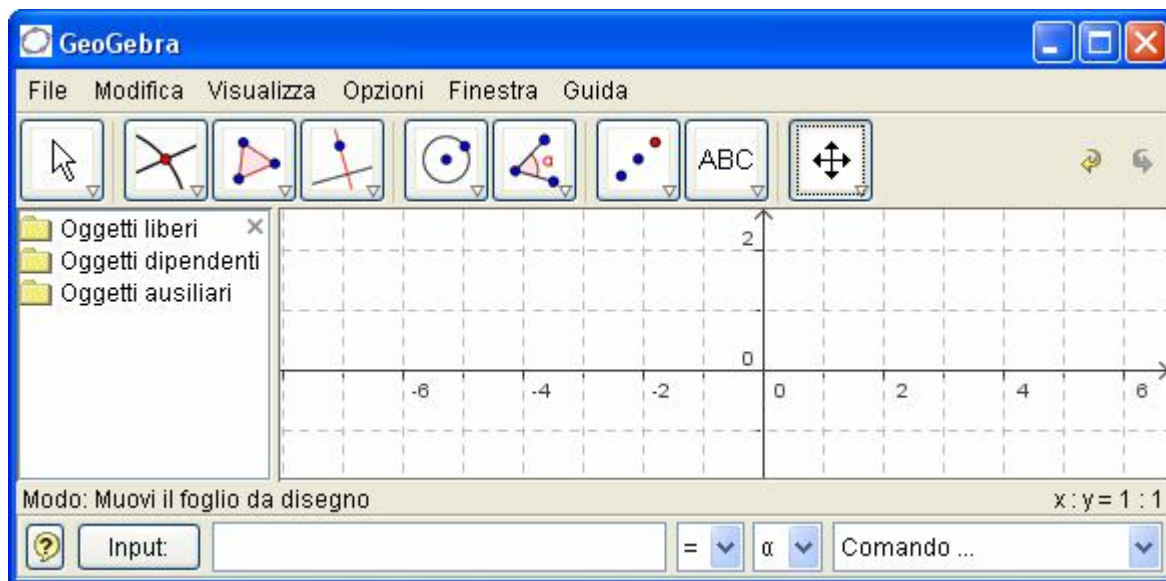 GeoGebra
File Modifica Visualizza Opzioni Finestra Guida
α ABC
Oggetti liberi
Oggetti dipendenti
Oggetti ausiliari
2
0
-6 -4 -2 0 2 4 6
Modo: Muovi il foglio da disegno x : y = 1 : 1
? Input: = α Comando ...